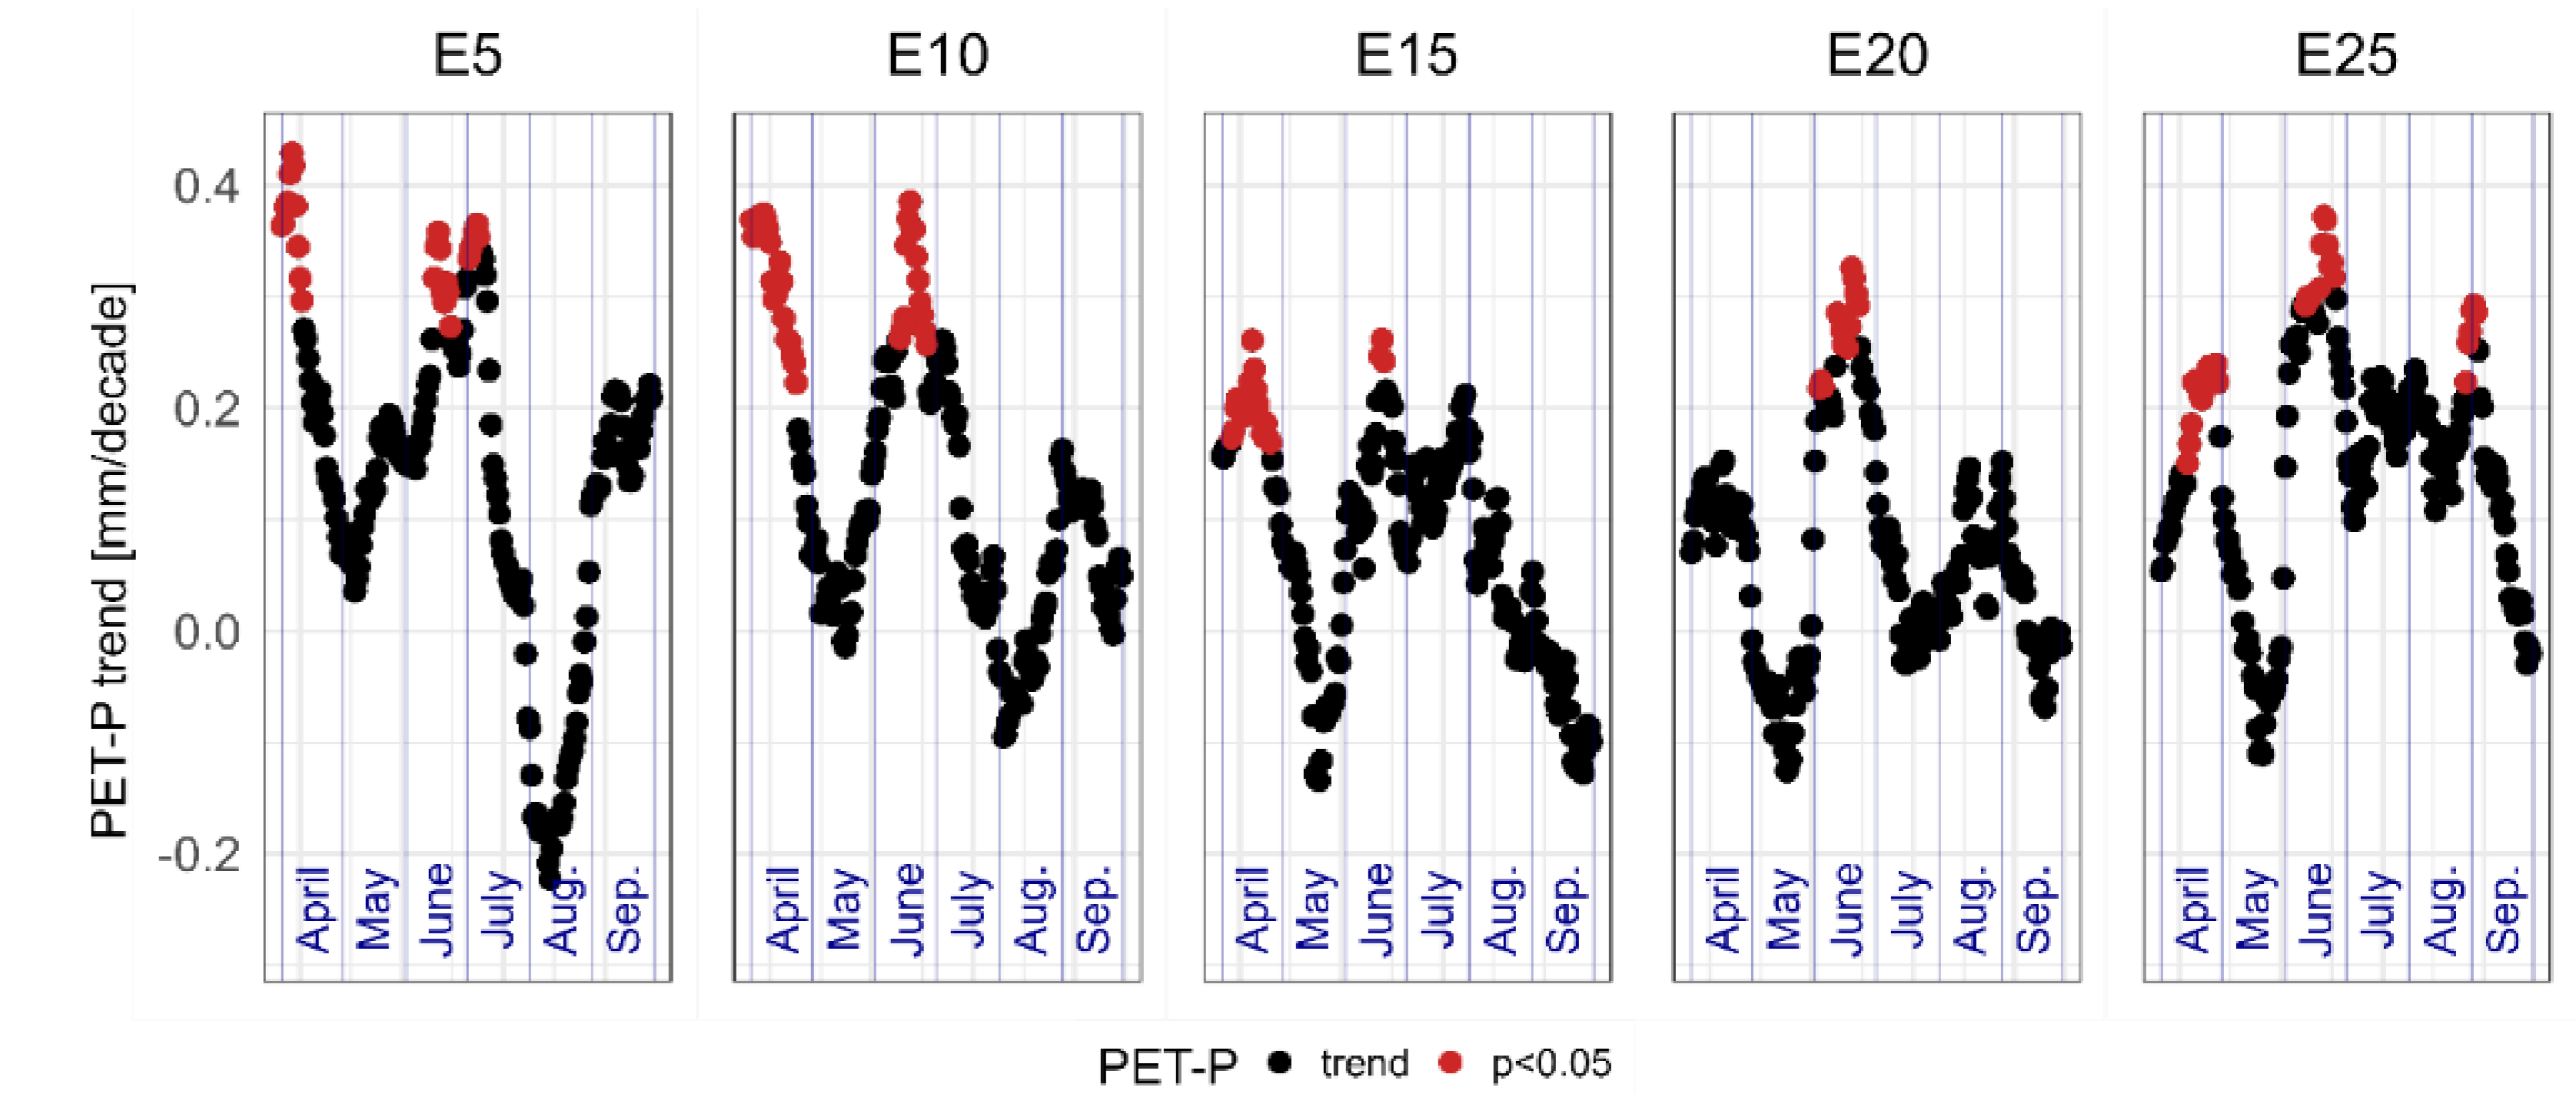 E5 E10 E15 E20 E25
PET-P trend [mm/decade]
0.4
0.2
0.0
-0.2
April May June July Aug. Sep.
April May June July Aug. Sep.
April May June July Aug. Sep.
April May June July Aug. Sep.
April May June July Aug. Sep.
PET-P trend p<0.05